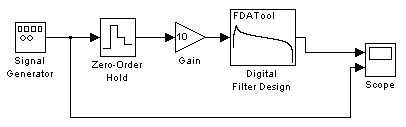 FDATool
10
Signal
Generator
Zero-Order
Hold
Gain
Digital
Filter Design
Scope